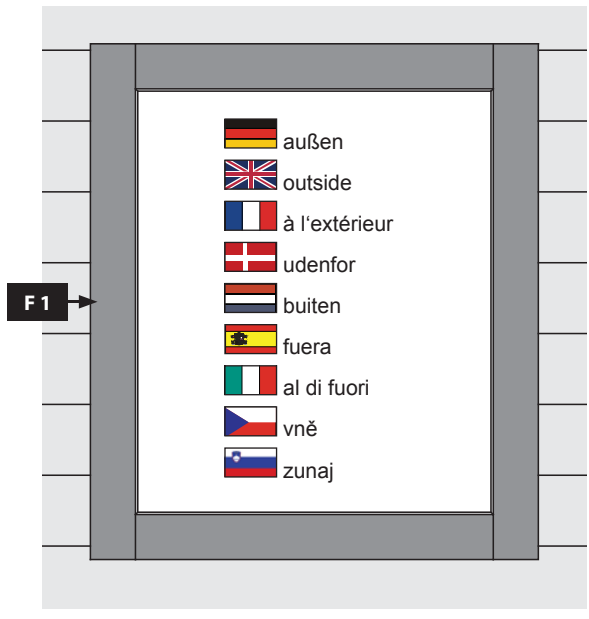 außen
outside
à l‘extérieur
udenfor
F 1
buiten
fuera
al di fuori
vně
zunaj